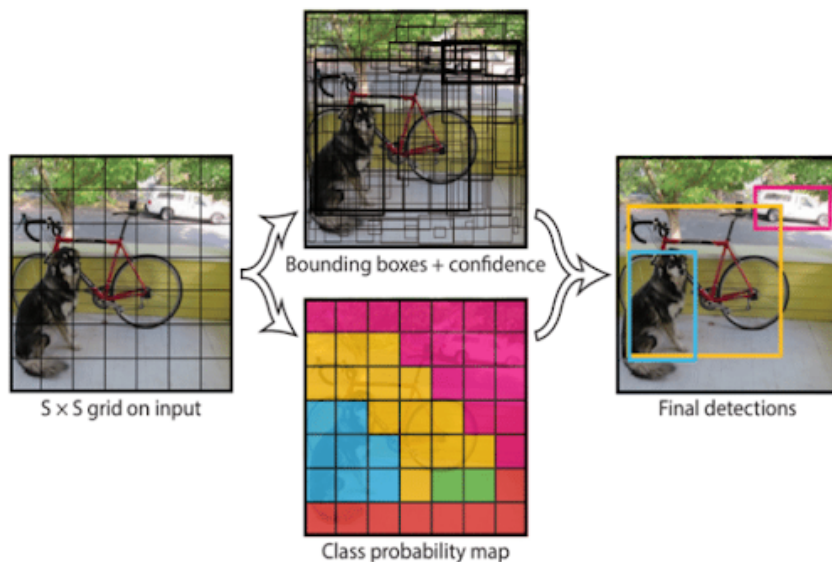 Bounding boxes + confidence
S × S grid on input
Final detections
Class probability map